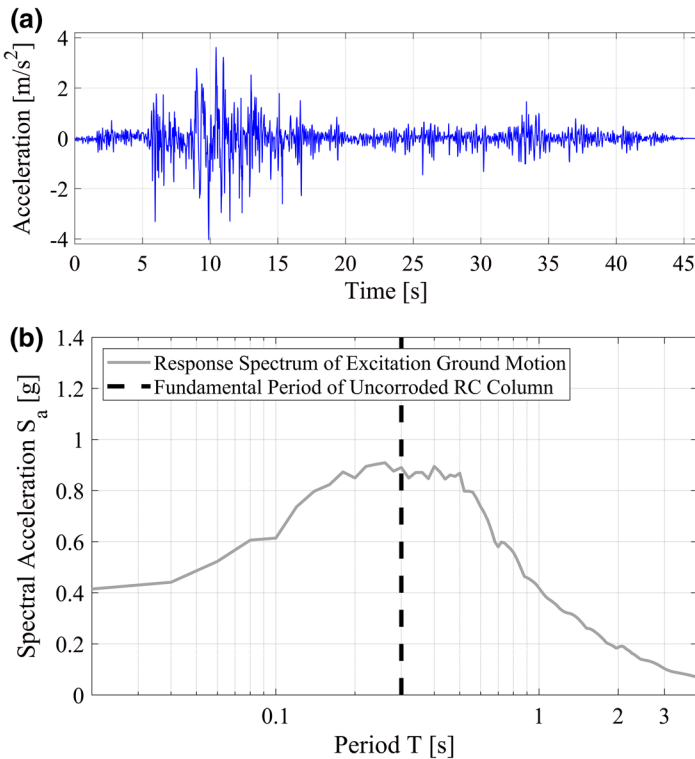 (a)
Acceleration [m/s²]
4
2
0
-2
-4
0 5 10 15 20 25 30 35 40 45
Time [s]
(b)
Spectral Acceleration Sₐ [g]
1.4
1.2
1
0.8
0.6
0.4
0.2
0
Response Spectrum of Excitation Ground Motion
Fundamental Period of Uncorroded RC Column
0.1 1 2 3
Period T [s]